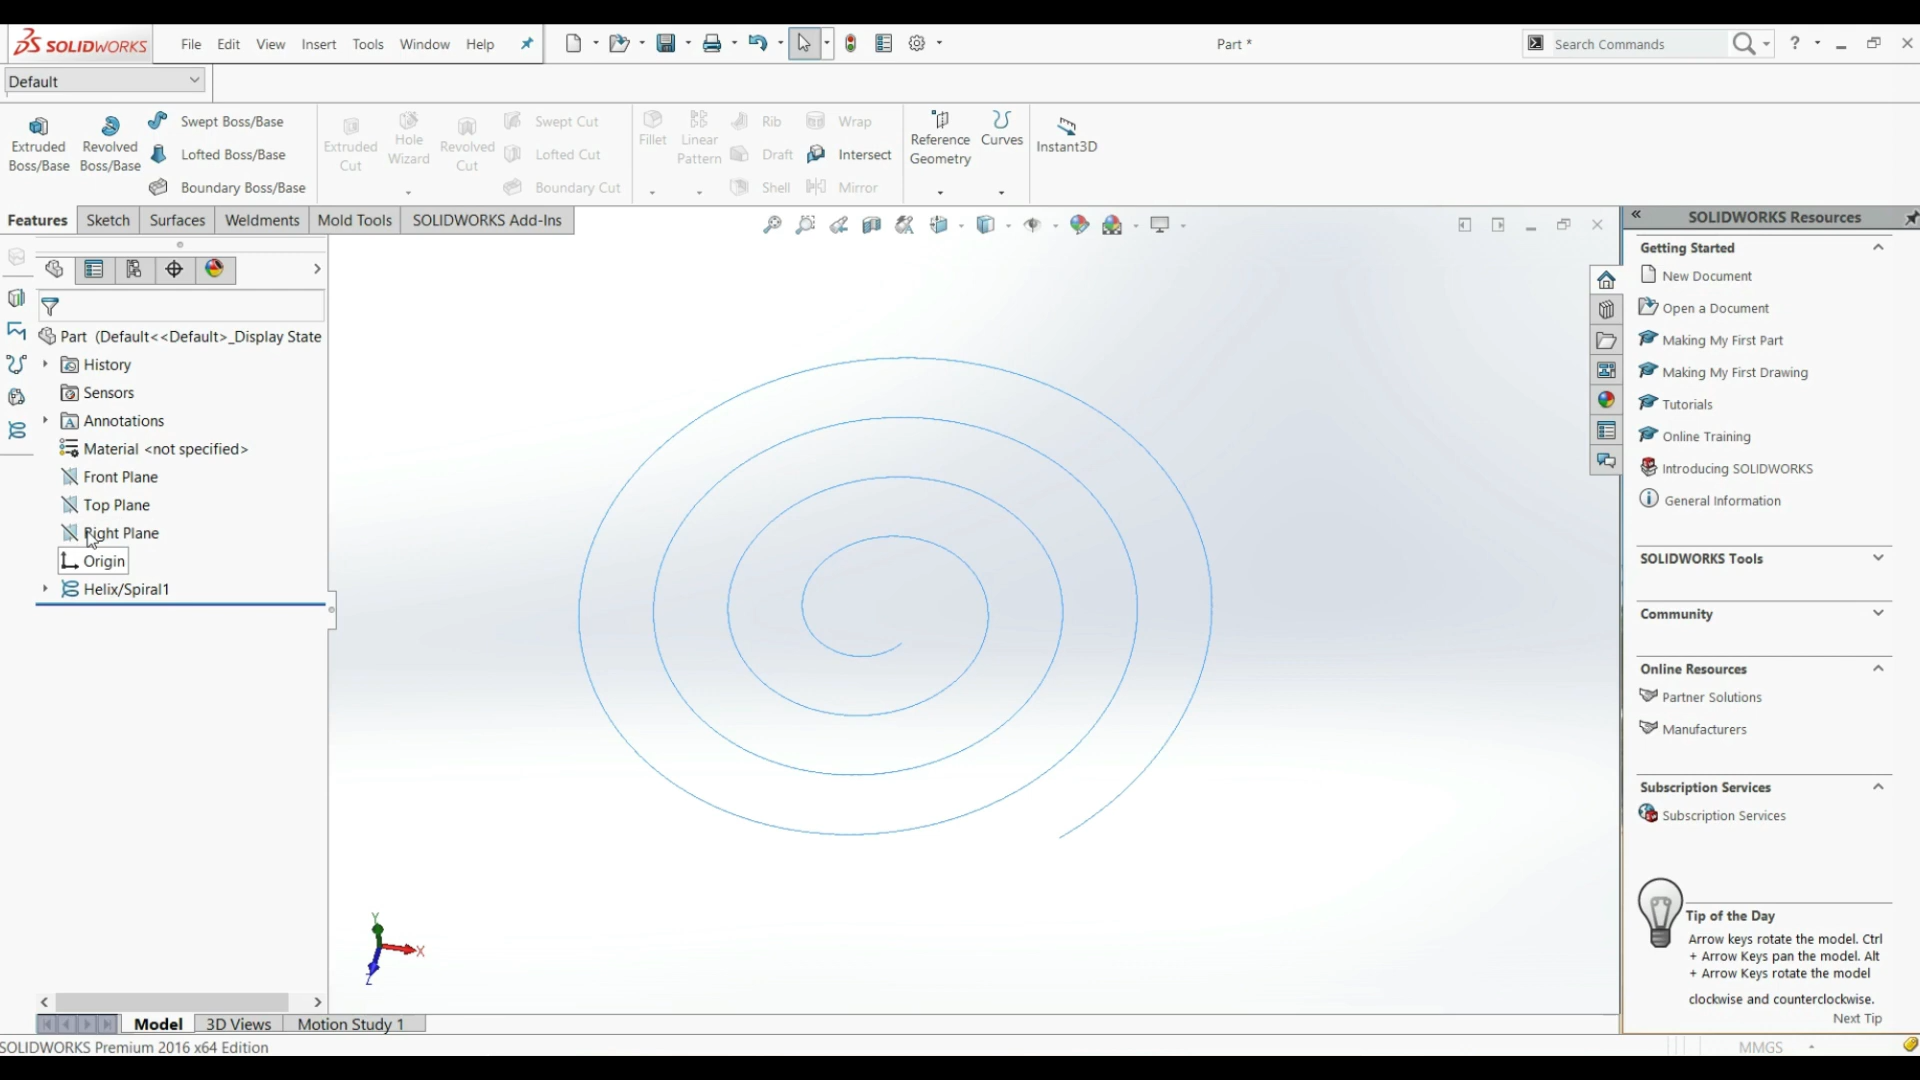 SOLIDWORKS File Edit View Insert Tools Window Help Part * Search Commands ?
Default
Extruded Boss/Base
Revolved Boss/Base
Swept Boss/Base
Lofted Boss/Base
Boundary Boss/Base
Extruded Cut
Hole Wizard
Revolved Cut
Swept Cut
Lofted Cut
Boundary Cut
Fillet
Linear Pattern
Rib
Draft
Shell
Wrap
Intersect
Mirror
Reference Geometry
Curves
Instant3D
Features Sketch Surfaces Weldments Mold Tools SOLIDWORKS Add-Ins
Part (Default<<Default>_Display State
History
Sensors
Annotations
Material <not specified>
Front Plane
Top Plane
Right Plane
Origin
Helix/Spiral1
Y
X
Z
Model 3D Views Motion Study 1
SOLIDWORKS Premium 2016 x64 Edition
MMGS
SOLIDWORKS Resources
Getting Started
New Document
Open a Document
Making My First Part
Making My First Drawing
Tutorials
Online Training
Introducing SOLIDWORKS
General Information
SOLIDWORKS Tools
Community
Online Resources
Partner Solutions
Manufacturers
Subscription Services
Subscription Services
Tip of the Day
Arrow keys rotate the model. Ctrl
+ Arrow Keys pan the model. Alt
+ Arrow Keys rotate the model
clockwise and counterclockwise.
Next Tip